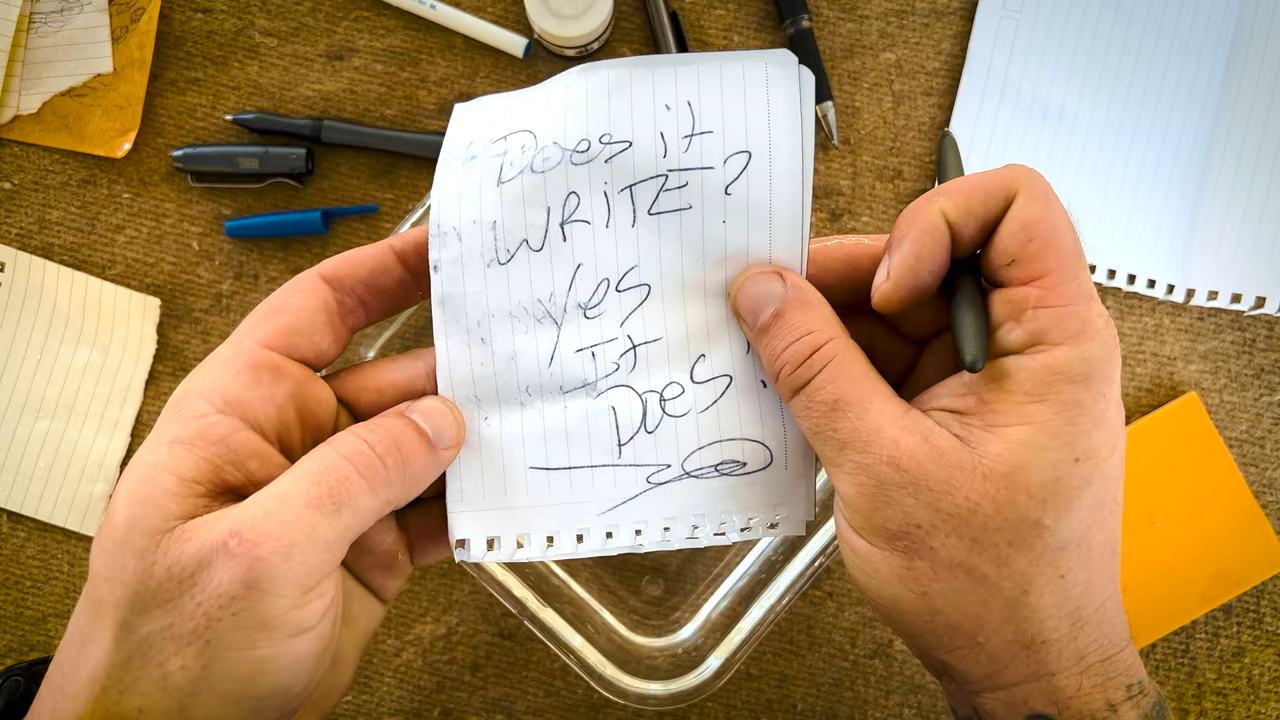 Does it
WRiTE?
Yes
It
Does!